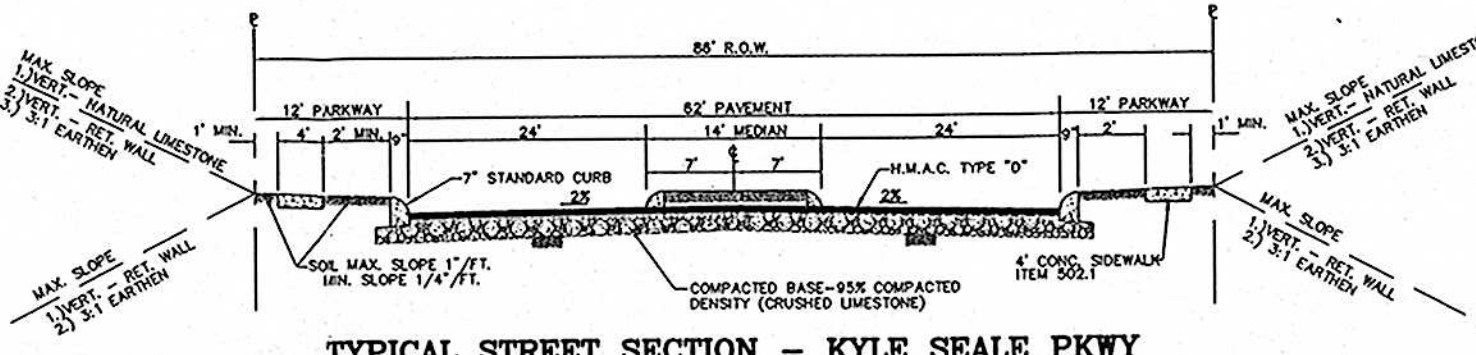 P P
86' R.O.W.
MAX. SLOPE
1.)VERT.- NATURAL LIMESTONE
2.)VERT. - RET. WALL
3.) 3:1 EARTHEN
MAX. SLOPE
1.)VERT.- NATURAL LIMEST
2.)VERT. - RET. WALL
3.) 3:1 EARTHEN
12' PARKWAY 62' PAVEMENT 12' PARKWAY
1' MIN. 4' 2' MIN. 9" 24' 14' MEDIAN 24' 9" 2' 1' MIN.
7' ℄ 7'
7" STANDARD CURB H.M.A.C. TYPE "D"
2% 2%
MAX. SLOPE
1.)VERT. - RET. WALL
2.) 3:1 EARTHEN
SOIL MAX. SLOPE 1"/FT.
MIN. SLOPE 1/4"/FT.
COMPACTED BASE-95% COMPACTED
DENSITY (CRUSHED LIMESTONE)
4' CONC. SIDEWALK
ITEM 502.1
MAX. SLOPE
1.)VERT. - RET. WALL
2.) 3:1 EARTHEN
TYPICAL STREET SECTION - KYLE SEALE PKWY